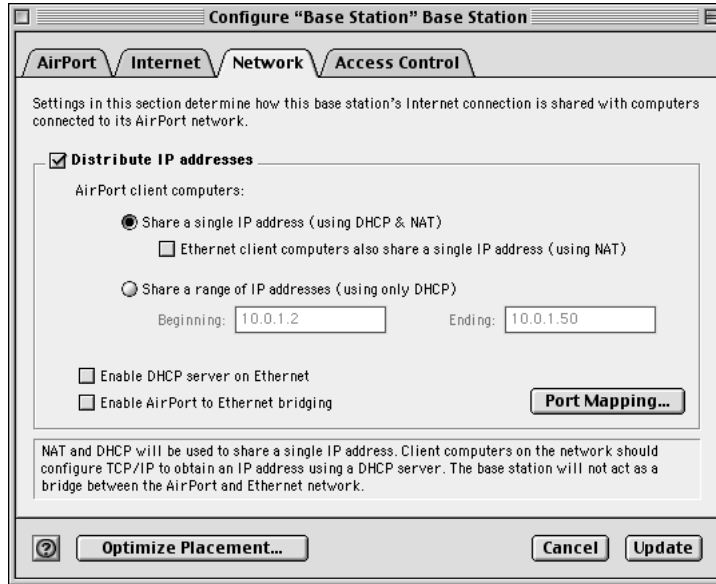 Configure “Base Station” Base Station
AirPort Internet Network Access Control
Settings in this section determine how this base station's Internet connection is shared with computers
connected to its AirPort network.
Distribute IP addresses
AirPort client computers:
Share a single IP address (using DHCP & NAT)
Ethernet client computers also share a single IP address (using NAT)
Share a range of IP addresses (using only DHCP)
Beginning: 10.0.1.2 Ending: 10.0.1.50
Enable DHCP server on Ethernet
Enable AirPort to Ethernet bridging
Port Mapping...
NAT and DHCP will be used to share a single IP address. Client computers on the network should
configure TCP/IP to obtain an IP address using a DHCP server. The base station will not act as a
bridge between the AirPort and Ethernet network.
? Optimize Placement... Cancel Update